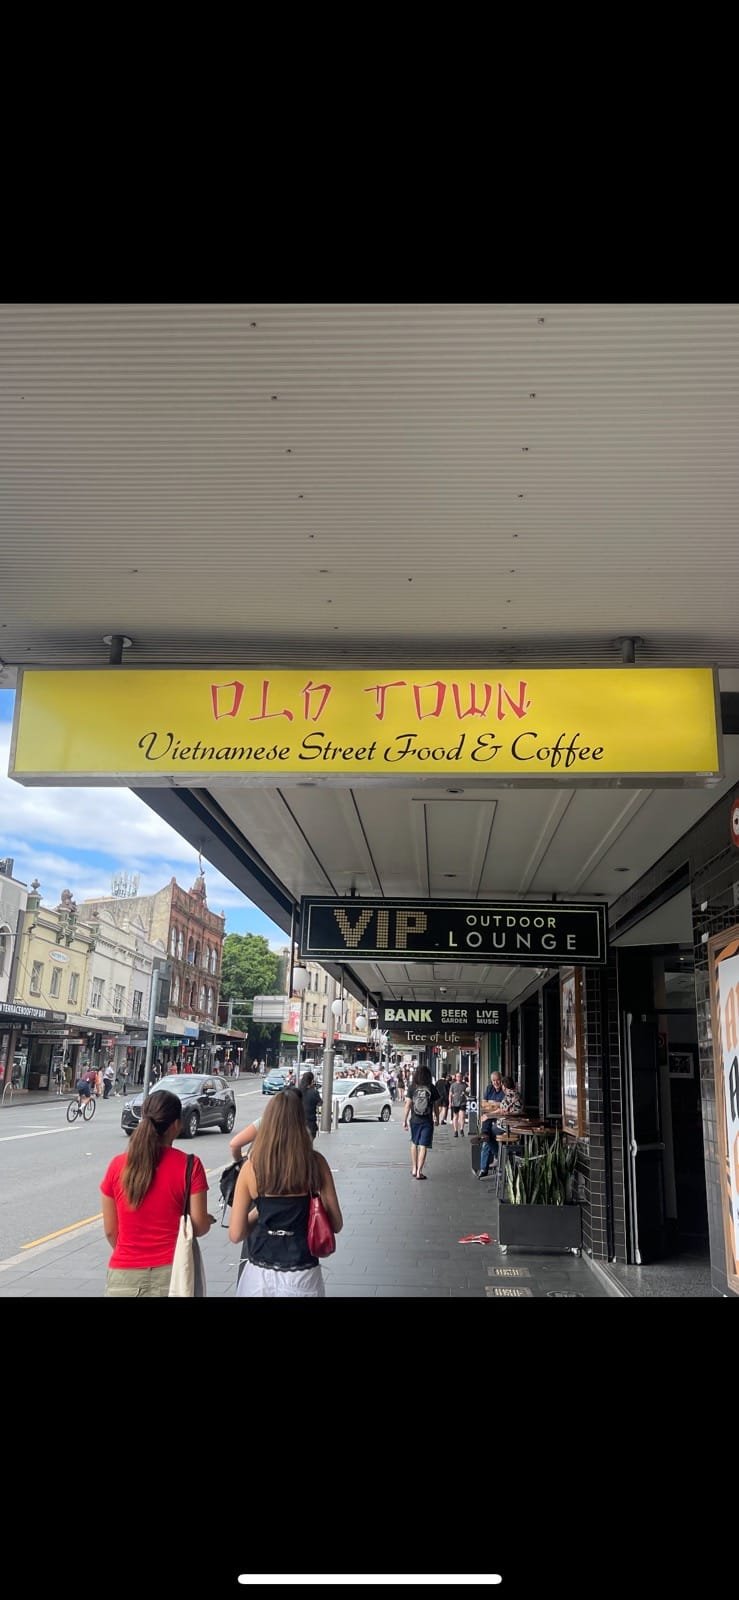 OLD TOWN
Vietnamese Street Food & Coffee
VIP OUTDOOR LOUNGE
BANK BEER GARDEN LIVE MUSIC
Tree of Life